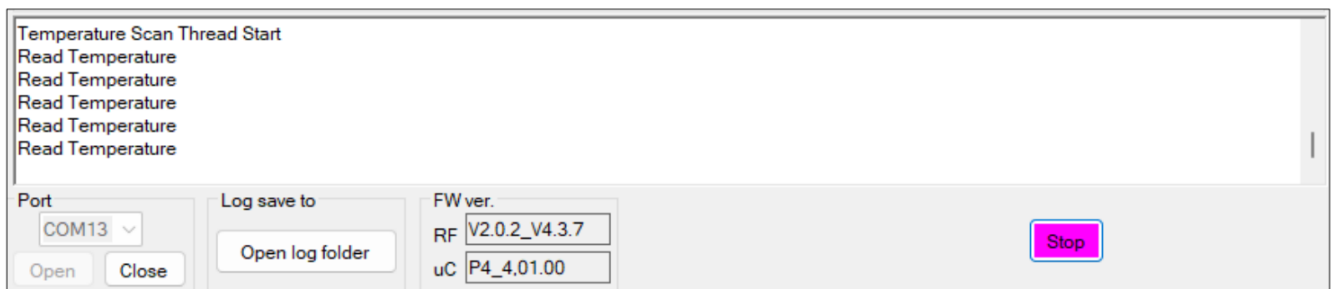 Temperature Scan Thread Start
Read Temperature
Read Temperature
Read Temperature
Read Temperature
Read Temperature
Port
COM13
Open
Close
Log save to
Open log folder
FW ver.
RF V2.0.2_V4.3.7
uC P4_4,01.00
Stop